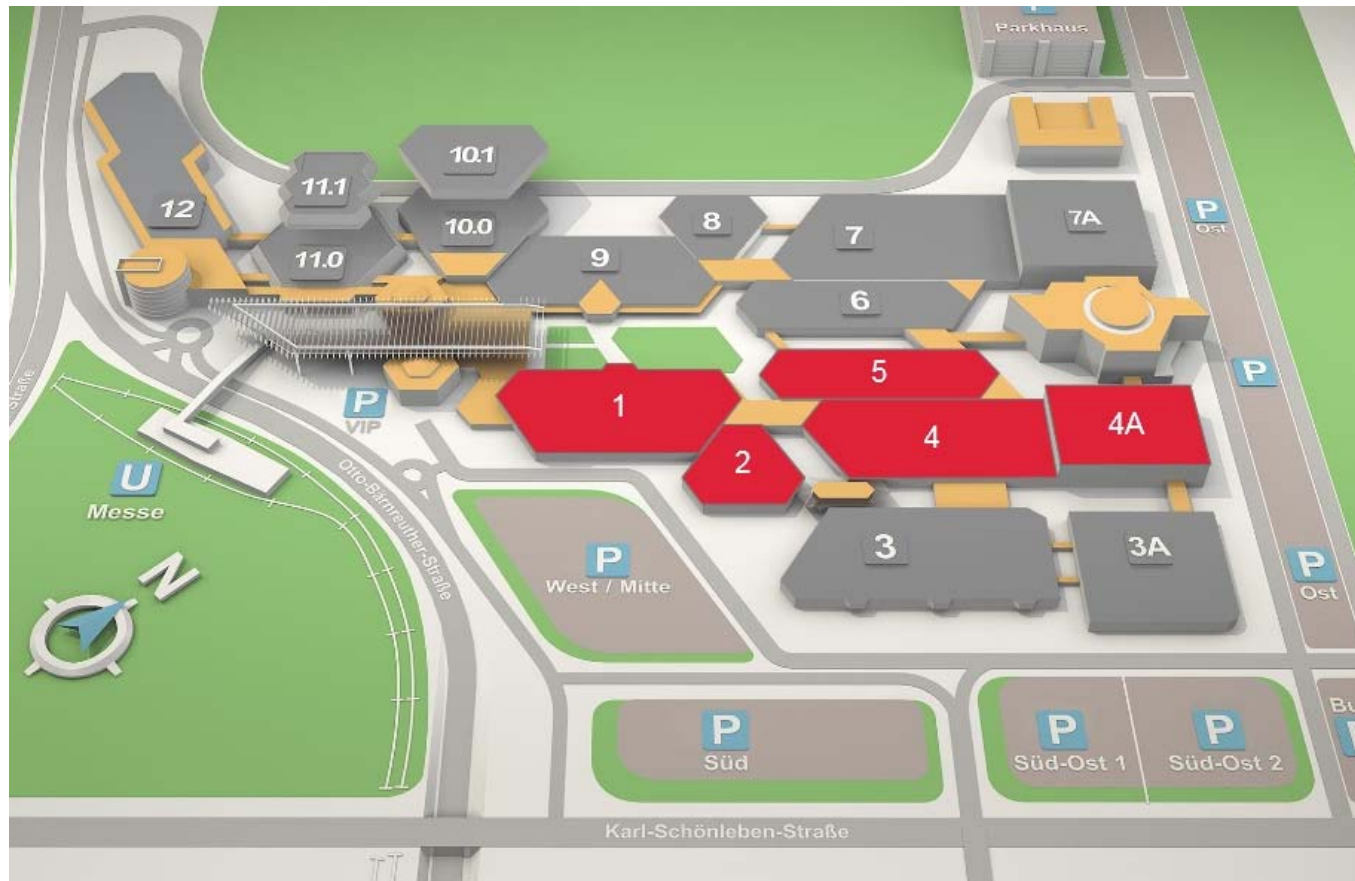 P
Parkhaus
10.1
11.1
12
10.0
8
7
7A
P
Ost
11.0
9
6
5
P
P
VIP
1
4
4A
2
Straße
U
Messe
Otto-Bärnreuther-Straße
N
P
West / Mitte
3
3A
P
Ost
P
Süd
P
Süd-Ost 1
P
Süd-Ost 2
Karl-Schönleben-Straße